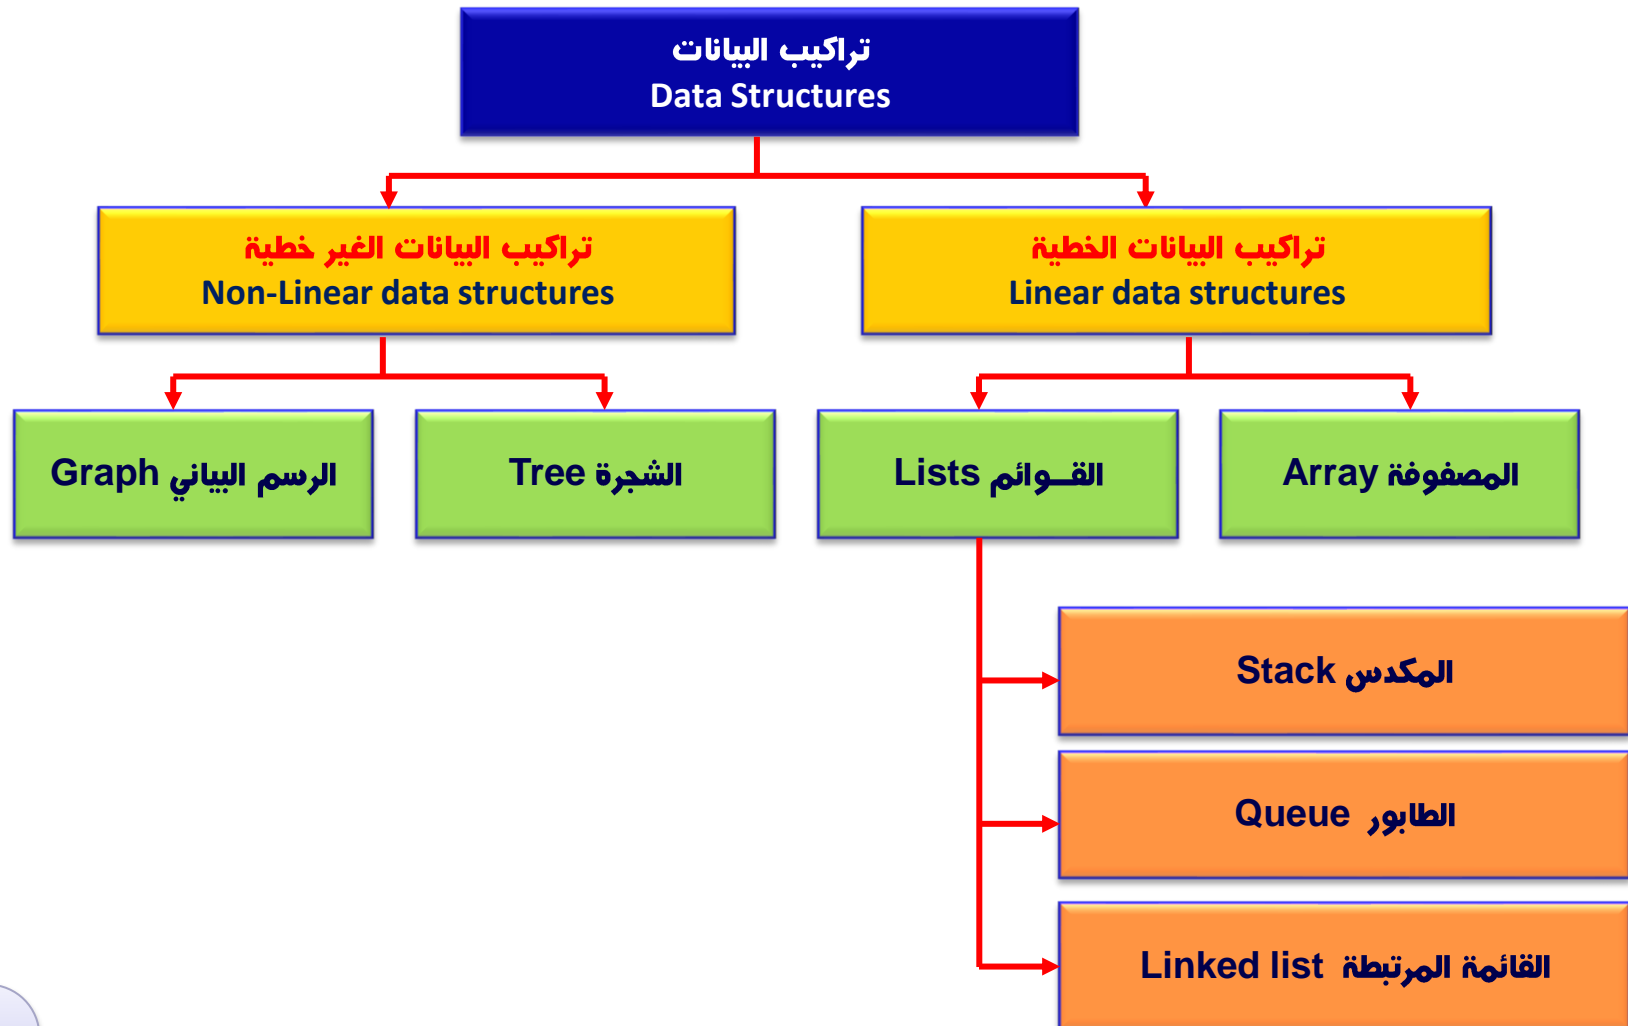 تراكيب البيانات
Data Structures
تراكيب البيانات الخطية
Linear data structures
تراكيب البيانات الغير خطية
Non-Linear data structures
المصفوفة Array
القــوائم Lists
الشجرة Tree
الرسم البياني Graph
المكدس Stack
الطابور Queue
القائمة المرتبطة Linked list